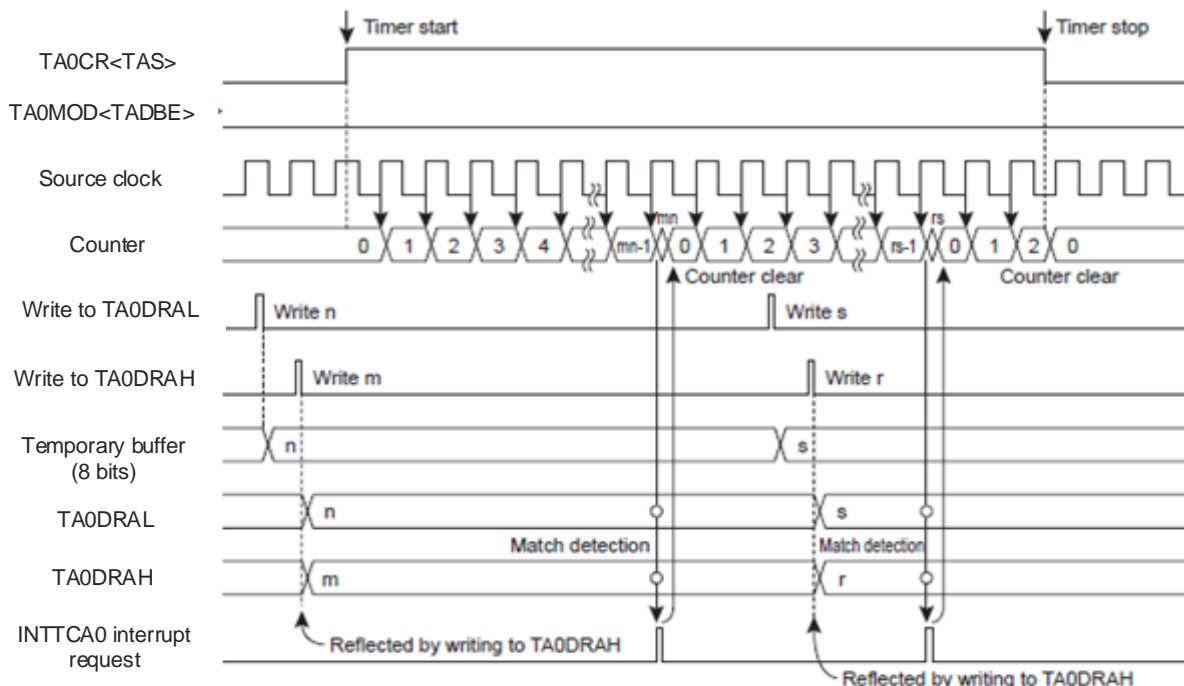 Timer start
Timer stop
TA0CR<TAS>
TA0MOD<TADBE>
Source clock
mn
rs
Counter
0 1 2 3 4 mn-1 0 1 2 3 rs-1 0 1 2 0
Counter clear
Counter clear
Write to TA0DRAL
Write n
Write s
Write to TA0DRAH
Write m
Write r
Temporary buffer
(8 bits)
n
s
TA0DRAL
n
s
Match detection
Match detection
TA0DRAH
m
r
INTTCA0 interrupt
request
Reflected by writing to TA0DRAH
Reflected by writing to TA0DRAH